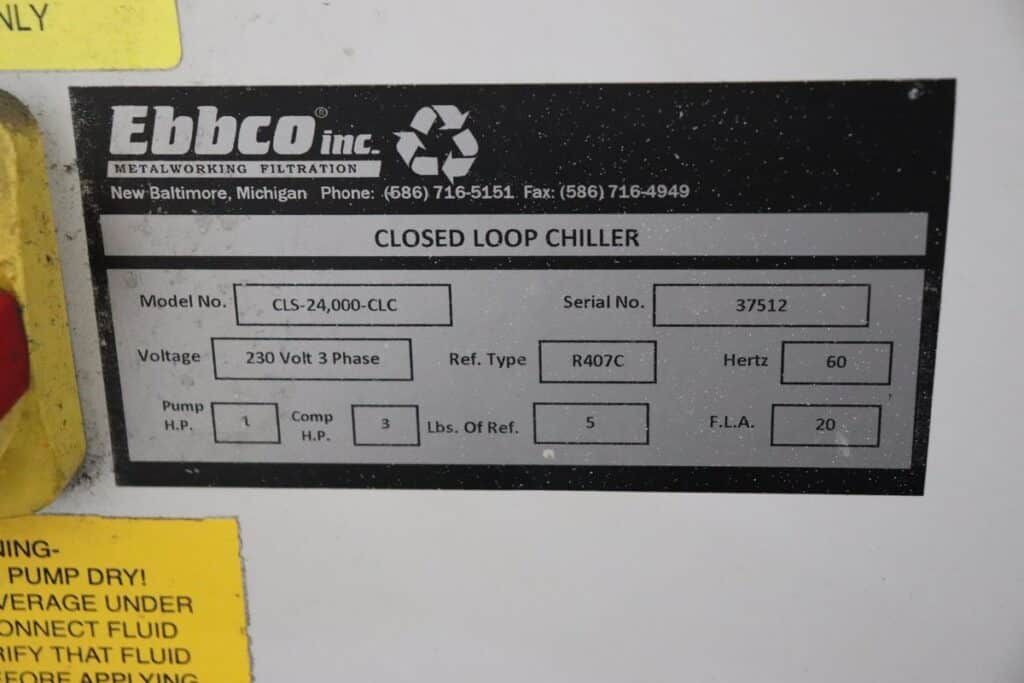 NLY
Ebbco® inc.
METALWORKING FILTRATION
New Baltimore, Michigan Phone: (586) 716-5151 Fax: (586) 716-4949
CLOSED LOOP CHILLER
Model No. CLS-24,000-CLC Serial No. 37512
Voltage 230 Volt 3 Phase Ref. Type R407C Hertz 60
Pump H.P. 1 Comp H.P. 3 Lbs. Of Ref. 5 F.L.A. 20
NING-
PUMP DRY!
VERAGE UNDER
ONNECT FLUID
RIFY THAT FLUID
EFORE APPLYING